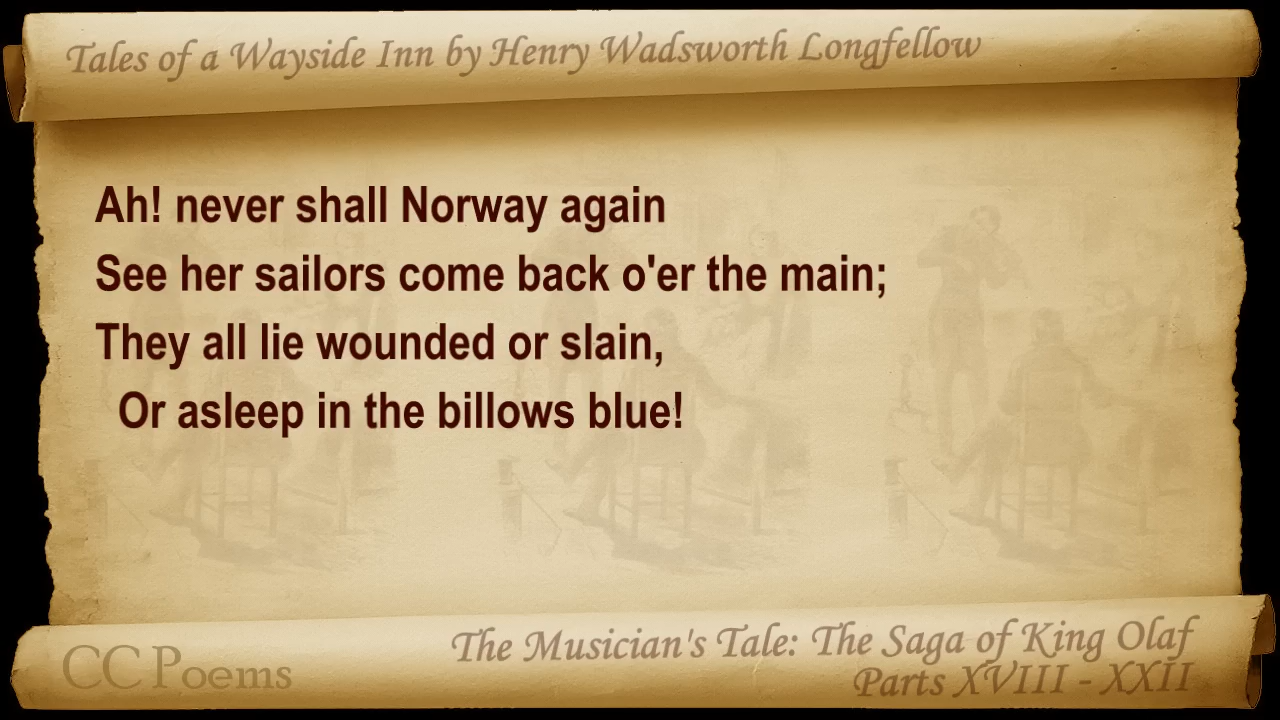 Tales of a Wayside Inn by Henry Wadsworth Longfellow
Ah! never shall Norway again
See her sailors come back o'er the main;
They all lie wounded or slain,
Or asleep in the billows blue!
CC Poems
The Musician's Tale: The Saga of King Olaf
Parts XVIII - XXII